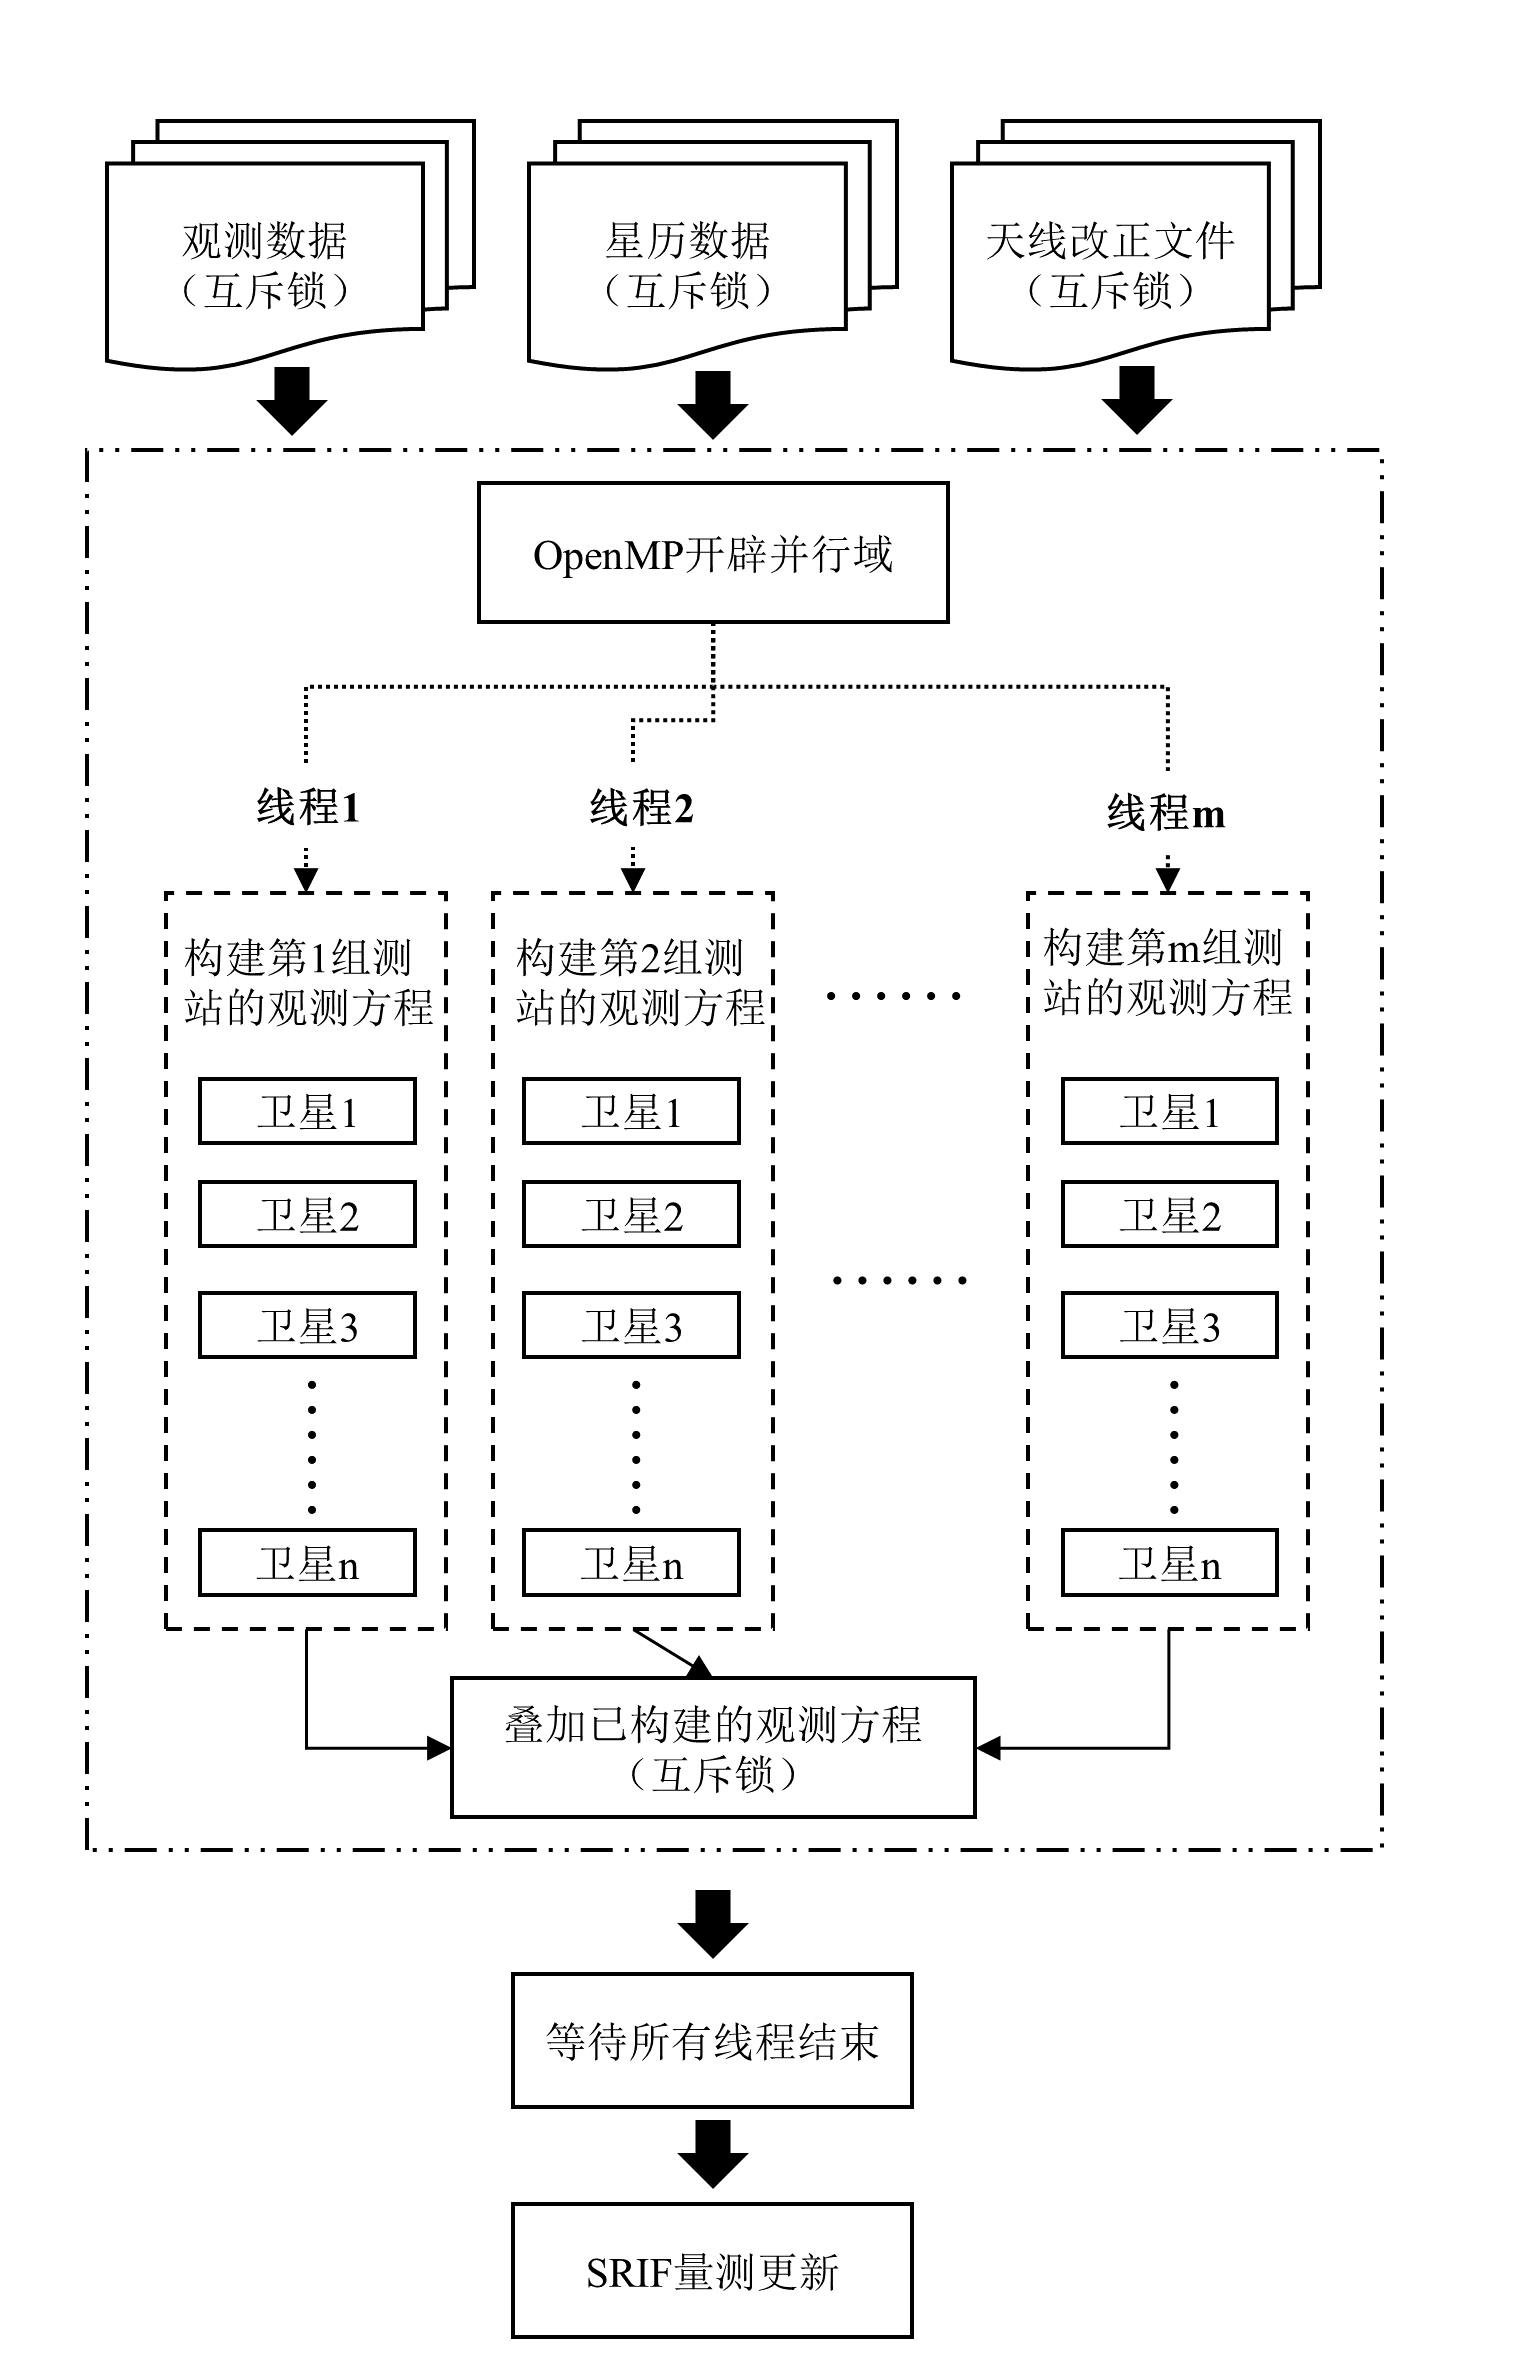 观测数据
（互斥锁）
星历数据
（互斥锁）
天线改正文件
（互斥锁）
OpenMP开辟并行域
线程1
线程2
线程m
构建第1组测
站的观测方程
卫星1
卫星2
卫星3
卫星n
构建第2组测
站的观测方程
卫星1
卫星2
卫星3
卫星n
······
······
构建第m组测
站的观测方程
卫星1
卫星2
卫星3
卫星n
叠加已构建的观测方程
（互斥锁）
等待所有线程结束
SRIF量测更新